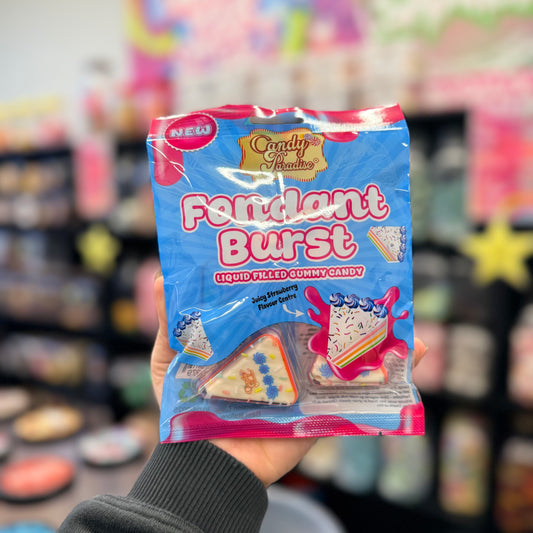 NEW
Candy
Paradise
Fondant
Burst
LIQUID FILLED GUMMY CANDY
Juicy Strawberry
Flavour Centre